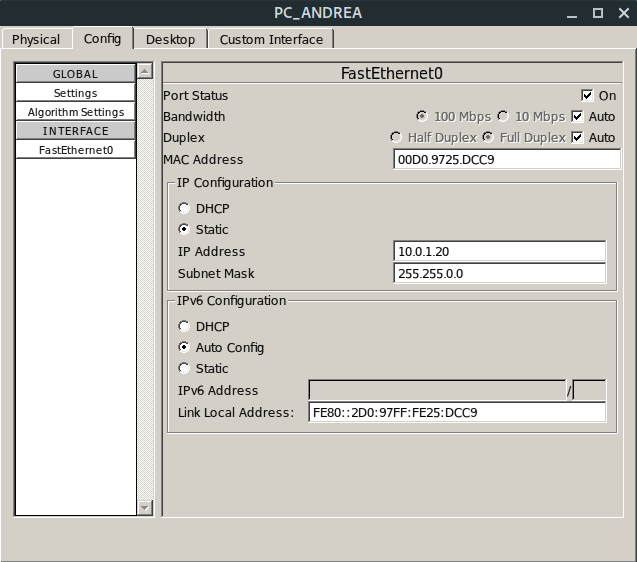 PC_ANDREA
Physical Config Desktop Custom Interface
GLOBAL
Settings
Algorithm Settings
INTERFACE
FastEthernet0
FastEthernet0
Port Status On
Bandwidth 100 Mbps 10 Mbps Auto
Duplex Half Duplex Full Duplex Auto
MAC Address 00D0.9725.DCC9
IP Configuration
DHCP
Static
IP Address 10.0.1.20
Subnet Mask 255.255.0.0
IPv6 Configuration
DHCP
Auto Config
Static
IPv6 Address /
Link Local Address: FE80::2D0:97FF:FE25:DCC9